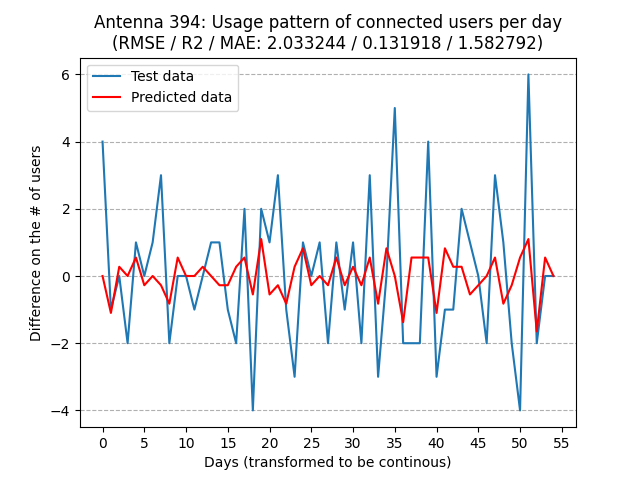 Antenna 394: Usage pattern of connected users per day
(RMSE / R2 / MAE: 2.033244 / 0.131918 / 1.582792)
Test data
Predicted data
Difference on the # of users
6
4
2
0
−2
−4
0 5 10 15 20 25 30 35 40 45 50 55
Days (transformed to be continous)